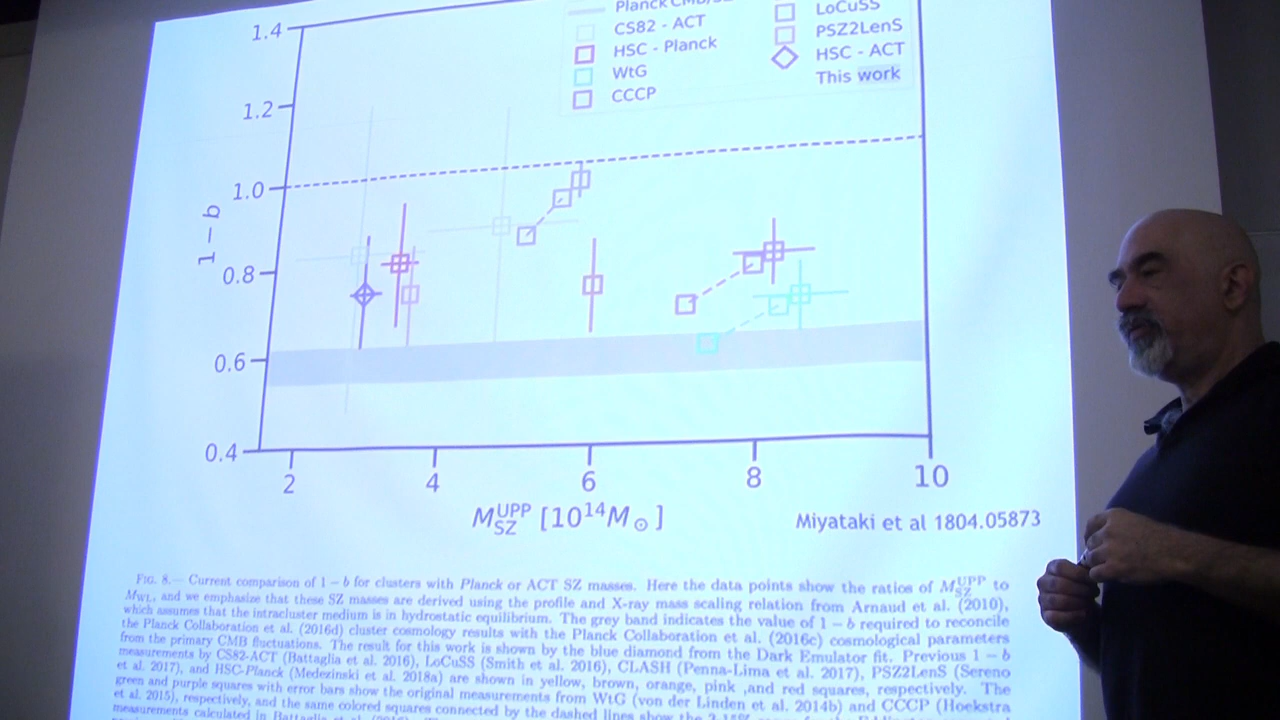 1.4
1.2
1.0
0.8
0.6
0.4
1 − b
Planck CMB/SZ
CS82 - ACT
HSC - Planck
WtG
CCCP
LoCuSS
PSZ2LenS
HSC - ACT
This work
2 4 6 8 10
M_SZ^UPP [10^14 M_⊙]
Miyataki et al 1804.05873
FIG. 8.— Current comparison of 1 − b for clusters with Planck or ACT SZ masses. Here the data points show the ratios of M_SZ^UPP to
M_WL, and we emphasize that these SZ masses are derived using the profile and X-ray mass scaling relation from Arnaud et al. (2010),
which assumes that the intracluster medium is in hydrostatic equilibrium. The grey band indicates the value of 1 − b required to reconcile
the Planck Collaboration et al. (2016d) cluster cosmology results with the Planck Collaboration et al. (2016c) cosmological parameters
from the primary CMB fluctuations. The result for this work is shown by the blue diamond from the Dark Emulator fit. Previous 1 − b
measurements by CS82-ACT (Battaglia et al. 2016), LoCuSS (Smith et al. 2016), CLASH (Penna-Lima et al. 2017), PSZ2LenS (Sereno
et al. 2017), and HSC-Planck (Medezinski et al. 2018a) are shown in yellow, brown, orange, pink ,and red squares, respectively. The
green and purple squares with error bars show the original measurements from WtG (von der Linden et al. 2014b) and CCCP (Hoekstra
et al. 2015), respectively, and the same colored squares connected by the dashed lines show the
measurements calculated in Battaglia et al.